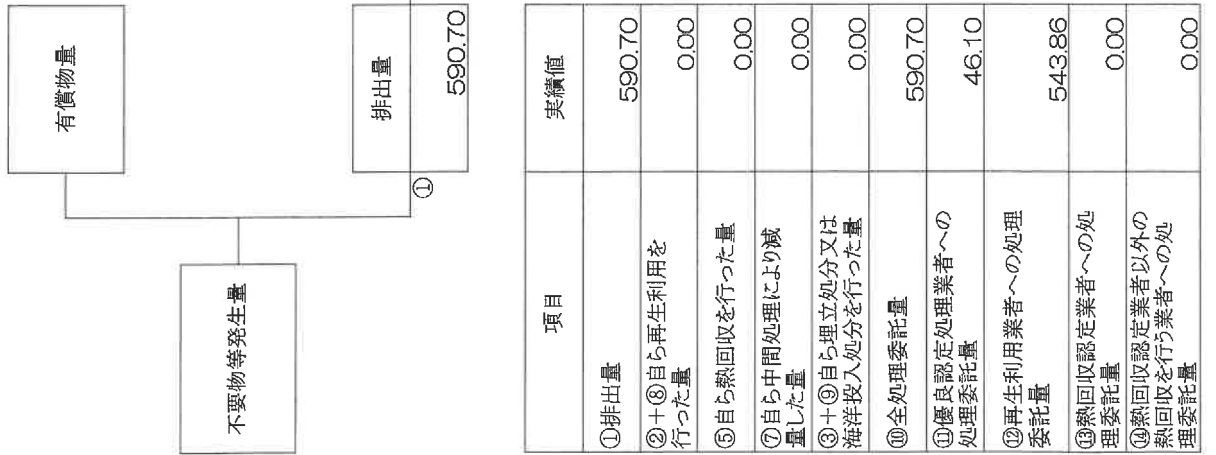 有償物量
不要物等発生量
排出量
①
590.70
項目
実績値
①排出量
590.70
②+⑧自ら再生利用を
行った量
0.00
⑤自ら熱回収を行った量
0.00
⑦自ら中間処理により減
量した量
0.00
③+⑨自ら埋立処分又は
海洋投入処分を行った量
0.00
⑩全処理委託量
590.70
⑪優良認定処理業者への
処理委託量
46.10
⑫再生利用業者への処理
委託量
543.86
⑬熱回収認定業者への処
理委託量
0.00
⑭熱回収認定業者以外の
熱回収を行う業者への処
理委託量
0.00